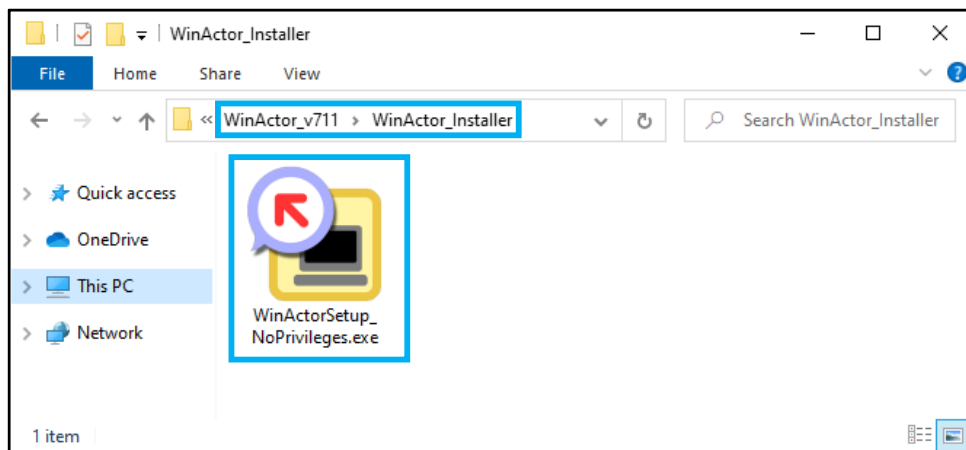 WinActor_Installer
File Home Share View
« WinActor_v711 > WinActor_Installer Search WinActor_Installer
Quick access
OneDrive
This PC
Network
WinActorSetup_
NoPrivileges.exe
1 item